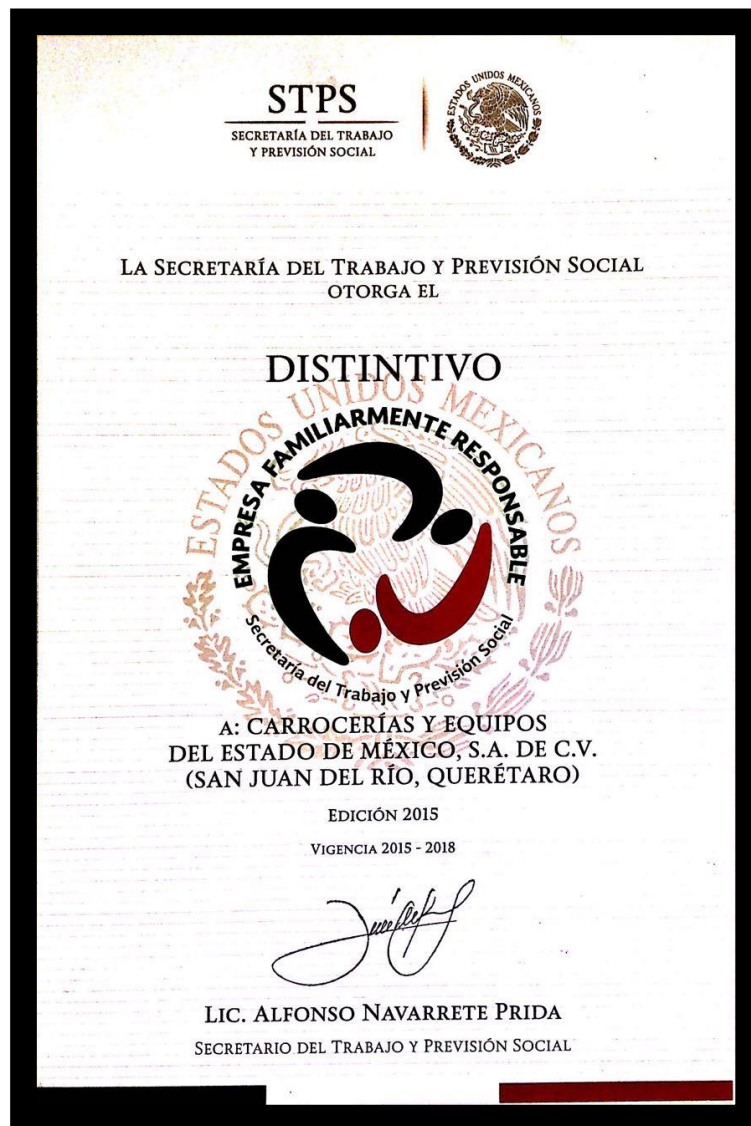 STPS
SECRETARÍA DEL TRABAJO
Y PREVISIÓN SOCIAL
ESTADOS UNIDOS MEXICANOS
LA SECRETARÍA DEL TRABAJO Y PREVISIÓN SOCIAL
OTORGA EL
DISTINTIVO
ESTADOS UNIDOS MEXICANOS
EMPRESA FAMILIARMENTE RESPONSABLE
Secretaría del Trabajo y Previsión Social
A: CARROCERÍAS Y EQUIPOS
DEL ESTADO DE MÉXICO, S.A. DE C.V.
(SAN JUAN DEL RÍO, QUERÉTARO)
EDICIÓN 2015
VIGENCIA 2015 - 2018
LIC. ALFONSO NAVARRETE PRIDA
SECRETARIO DEL TRABAJO Y PREVISIÓN SOCIAL